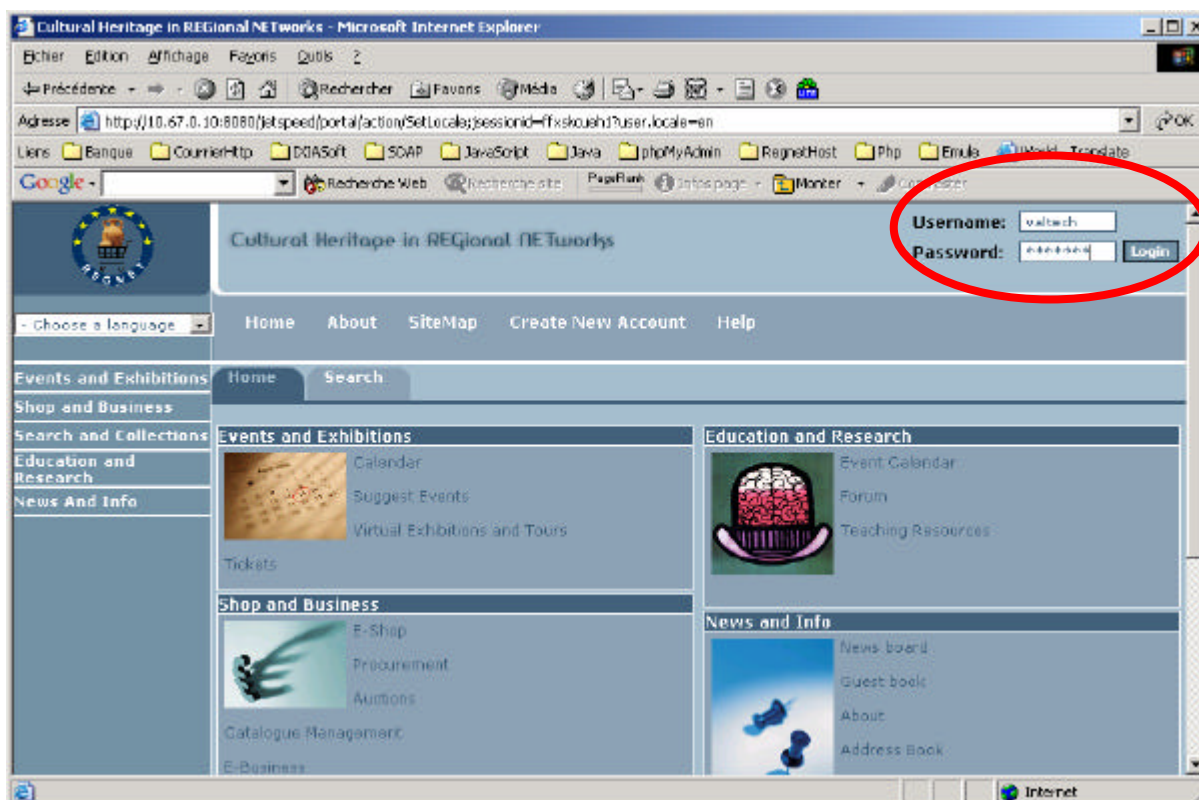 Cultural Heritage in REGional NETworks - Microsoft Internet Explorer
Fichier Edition Affichage Favoris Outils ?
Précédente Rechercher Favoris Média
Adresse http://10.67.0.10:8080/jetspeed/portal/action/SetLocale;jsessionid=ffxskoueh1?user.locale=en OK
Liens Banque CourrierHttp DGASoft SOAP JavaScript Java phpMyAdmin RegnetHost Php Emule Translate
Google Recherche Web Recherche site PageRank Infos page Monter
Username: valtech
Password: ******* Login
Cultural Heritage in REGional NETworks
REGNET
- Choose a language
Home About SiteMap Create New Account Help
Events and Exhibitions
Shop and Business
Search and Collections
Education and
Research
News And Info
Home Search
Events and Exhibitions
Calendar
Suggest Events
Virtual Exhibitions and Tours
Tickets
Education and Research
Event Calendar
Forum
Teaching Resources
Shop and Business
E-Shop
Procurement
Auctions
Catalogue Management
E-Business
News and Info
News board
Guest book
About
Address Book
Internet